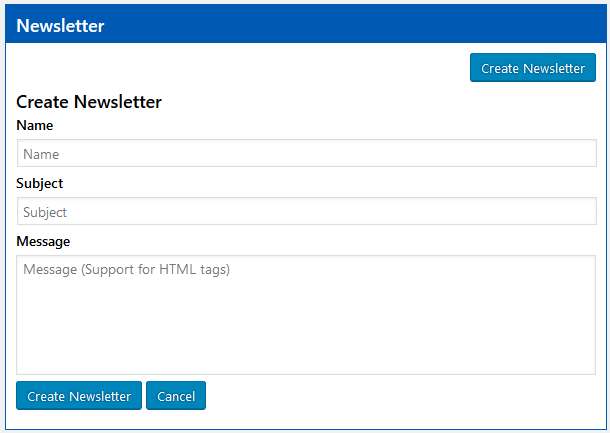 Newsletter
Create Newsletter
Create Newsletter
Name
Name
Subject
Subject
Message
Message (Support for HTML tags)
Create Newsletter Cancel